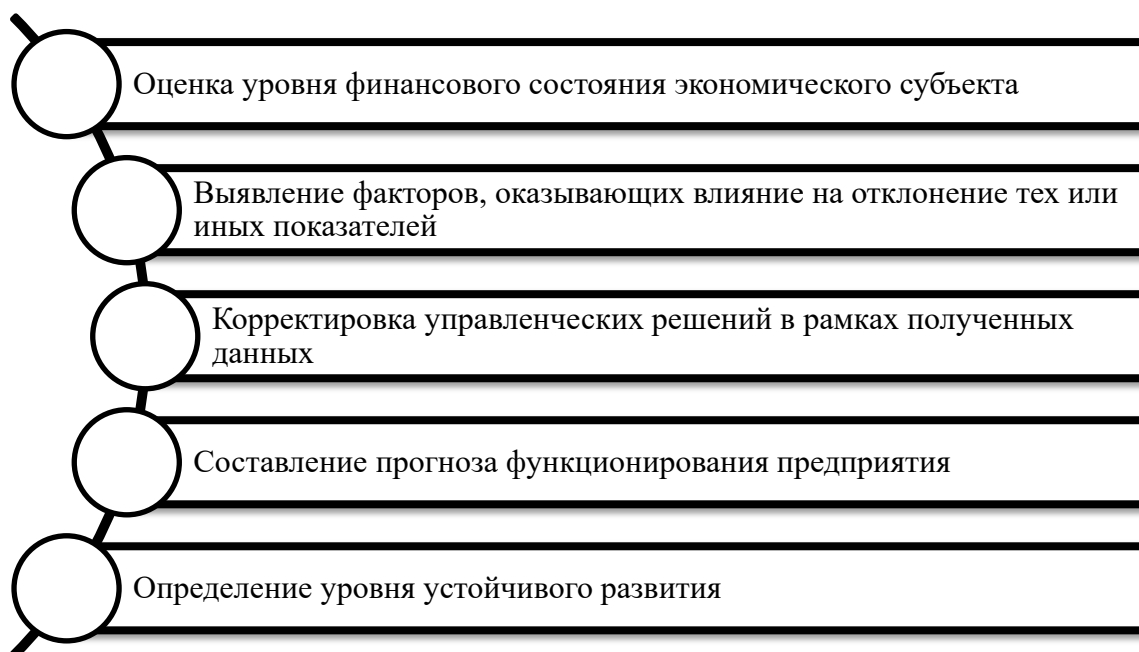 Оценка уровня финансового состояния экономического субъекта
Выявление факторов, оказывающих влияние на отклонение тех или
иных показателей
Корректировка управленческих решений в рамках полученных
данных
Составление прогноза функционирования предприятия
Определение уровня устойчивого развития